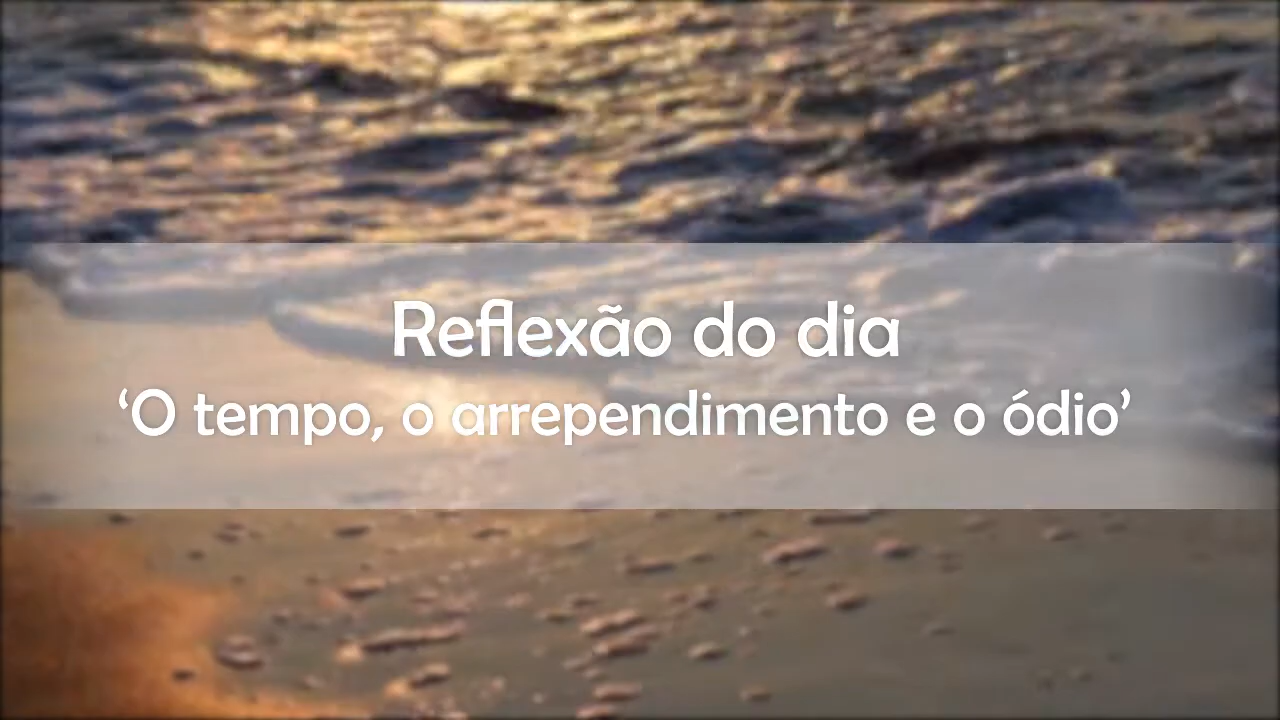 Reflexão do dia
‘O tempo, o arrependimento e o ódio’